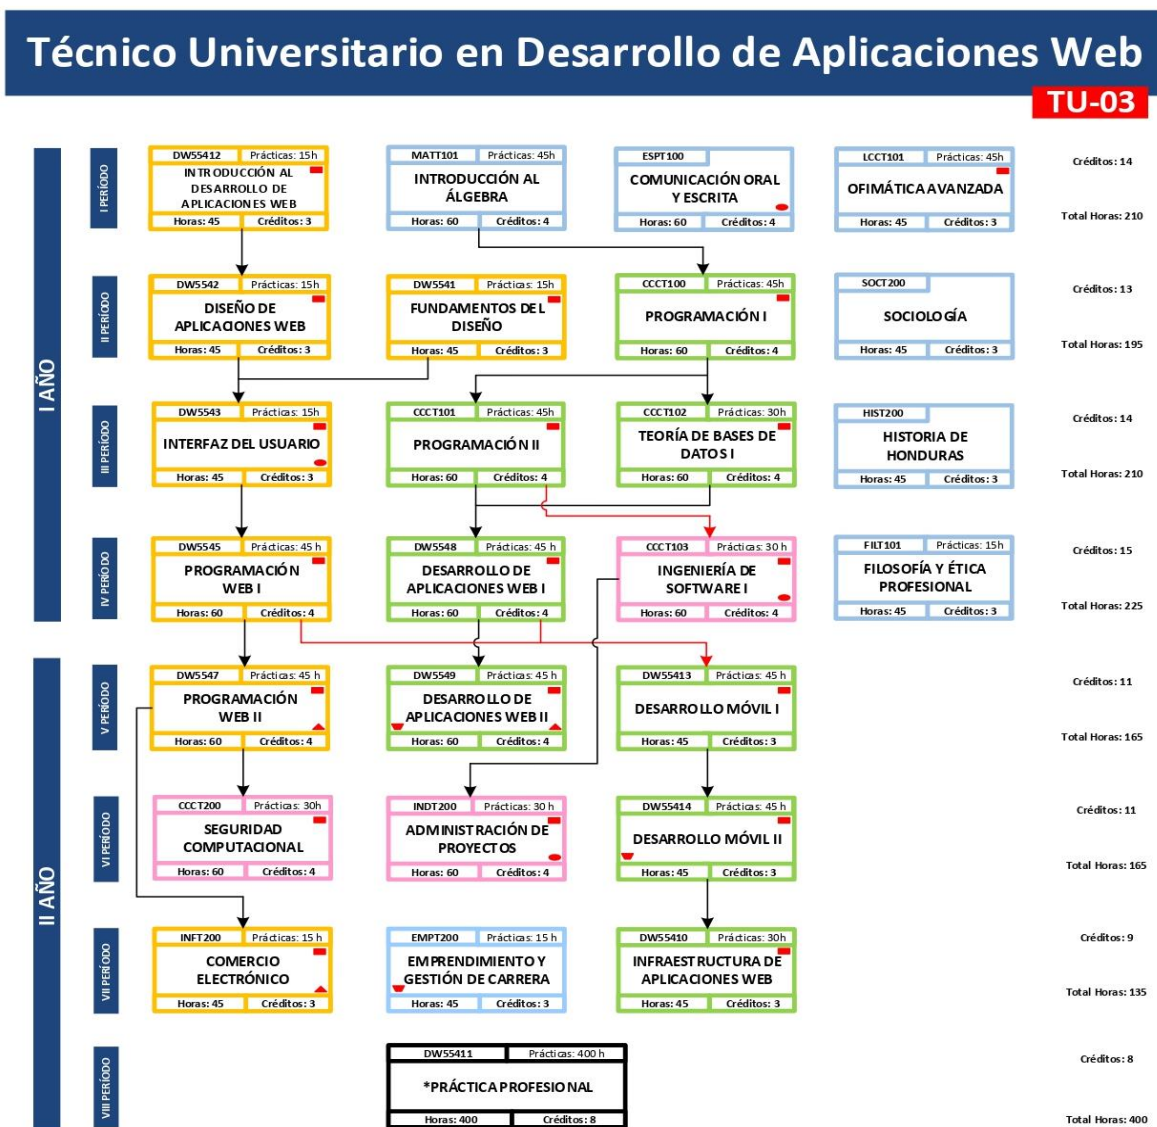 Técnico Universitario en Desarrollo de Aplicaciones Web
TU-03
I AÑO
I PERÍODO
DW55412 Prácticas: 15h
INTRODUCCIÓN AL
DESARROLLO DE
APLICACIONES WEB
Horas: 45 Créditos: 3
MATT101 Prácticas: 45h
INTRODUCCIÓN AL
ÁLGEBRA
Horas: 60 Créditos: 4
ESPT100
COMUNICACIÓN ORAL
Y ESCRITA
Horas: 60 Créditos: 4
LCCT101 Prácticas: 45h
OFIMÁTICA AVANZADA
Horas: 45 Créditos: 3
Créditos: 14
Total Horas: 210
II PERÍODO
DW5542 Prácticas: 15h
DISEÑO DE
APLICACIONES WEB
Horas: 45 Créditos: 3
DW5541 Prácticas: 15h
FUNDAMENTOS DEL
DISEÑO
Horas: 45 Créditos: 3
CCCT100 Prácticas: 45h
PROGRAMACIÓN I
Horas: 60 Créditos: 4
SOCT200
SOCIOLOGÍA
Horas: 45 Créditos: 3
Créditos: 13
Total Horas: 195
III PERÍODO
DW5543 Prácticas: 15h
INTERFAZ DEL USUARIO
Horas: 45 Créditos: 3
CCCT101 Prácticas: 45h
PROGRAMACIÓN II
Horas: 60 Créditos: 4
CCCT102 Prácticas: 30h
TEORÍA DE BASES DE
DATOS I
Horas: 60 Créditos: 4
HIST200
HISTORIA DE
HONDURAS
Horas: 45 Créditos: 3
Créditos: 14
Total Horas: 210
IV PERÍODO
DW5545 Prácticas: 45 h
PROGRAMACIÓN
WEB I
Horas: 60 Créditos: 4
DW5548 Prácticas: 45 h
DESARROLLO DE
APLICACIONES WEB I
Horas: 60 Créditos: 4
CCCT103 Prácticas: 30 h
INGENIERÍA DE
SOFTWARE I
Horas: 60 Créditos: 4
FILT101 Prácticas: 15h
FILOSOFÍA Y ÉTICA
PROFESIONAL
Horas: 45 Créditos: 3
Créditos: 15
Total Horas: 225
II AÑO
V PERÍODO
DW5547 Prácticas: 45 h
PROGRAMACIÓN
WEB II
Horas: 60 Créditos: 4
DW5549 Prácticas: 45 h
DESARROLLO DE
APLICACIONES WEB II
Horas: 60 Créditos: 4
DW55413 Prácticas: 45 h
DESARROLLO MÓVIL I
Horas: 45 Créditos: 3
Créditos: 11
Total Horas: 165
VI PERÍODO
CCCT200 Prácticas: 30h
SEGURIDAD
COMPUTACIONAL
Horas: 60 Créditos: 4
INDT200 Prácticas: 30 h
ADMINISTRACIÓN DE
PROYECTOS
Horas: 60 Créditos: 4
DW55414 Prácticas: 45 h
DESARROLLO MÓVIL II
Horas: 45 Créditos: 3
Créditos: 11
Total Horas: 165
VII PERÍODO
INFT200 Prácticas: 15 h
COMERCIO
ELECTRÓNICO
Horas: 45 Créditos: 3
EMPT200 Prácticas: 15 h
EMPRENDIMIENTO Y
GESTIÓN DE CARRERA
Horas: 45 Créditos: 3
DW55410 Prácticas: 30h
INFRAESTRUCTURA DE
APLICACIONES WEB
Horas: 45 Créditos: 3
Créditos: 9
Total Horas: 135
VIII PERÍODO
DW55411 Prácticas: 400 h
*PRÁCTICA PROFESIONAL
Horas: 400 Créditos: 8
Créditos: 8
Total Horas: 400